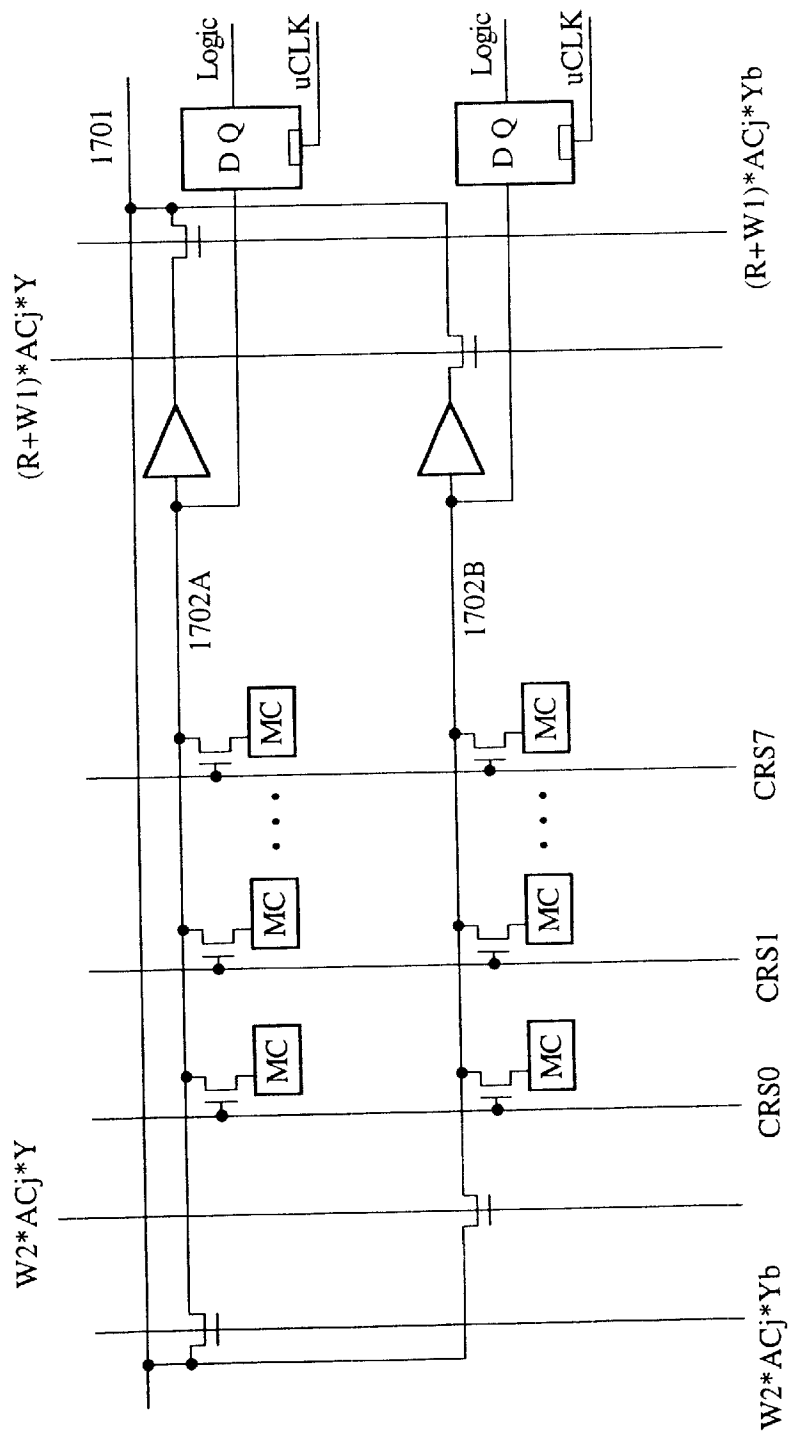 W2*ACj*Y
(R+W1)*ACj*Y
1701
Logic
D Q
uCLK
1702A
MC
MC
MC
Logic
D Q
uCLK
1702B
MC
MC
MC
W2*ACj*Yb
CRS0
CRS1
CRS7
(R+W1)*ACj*Yb